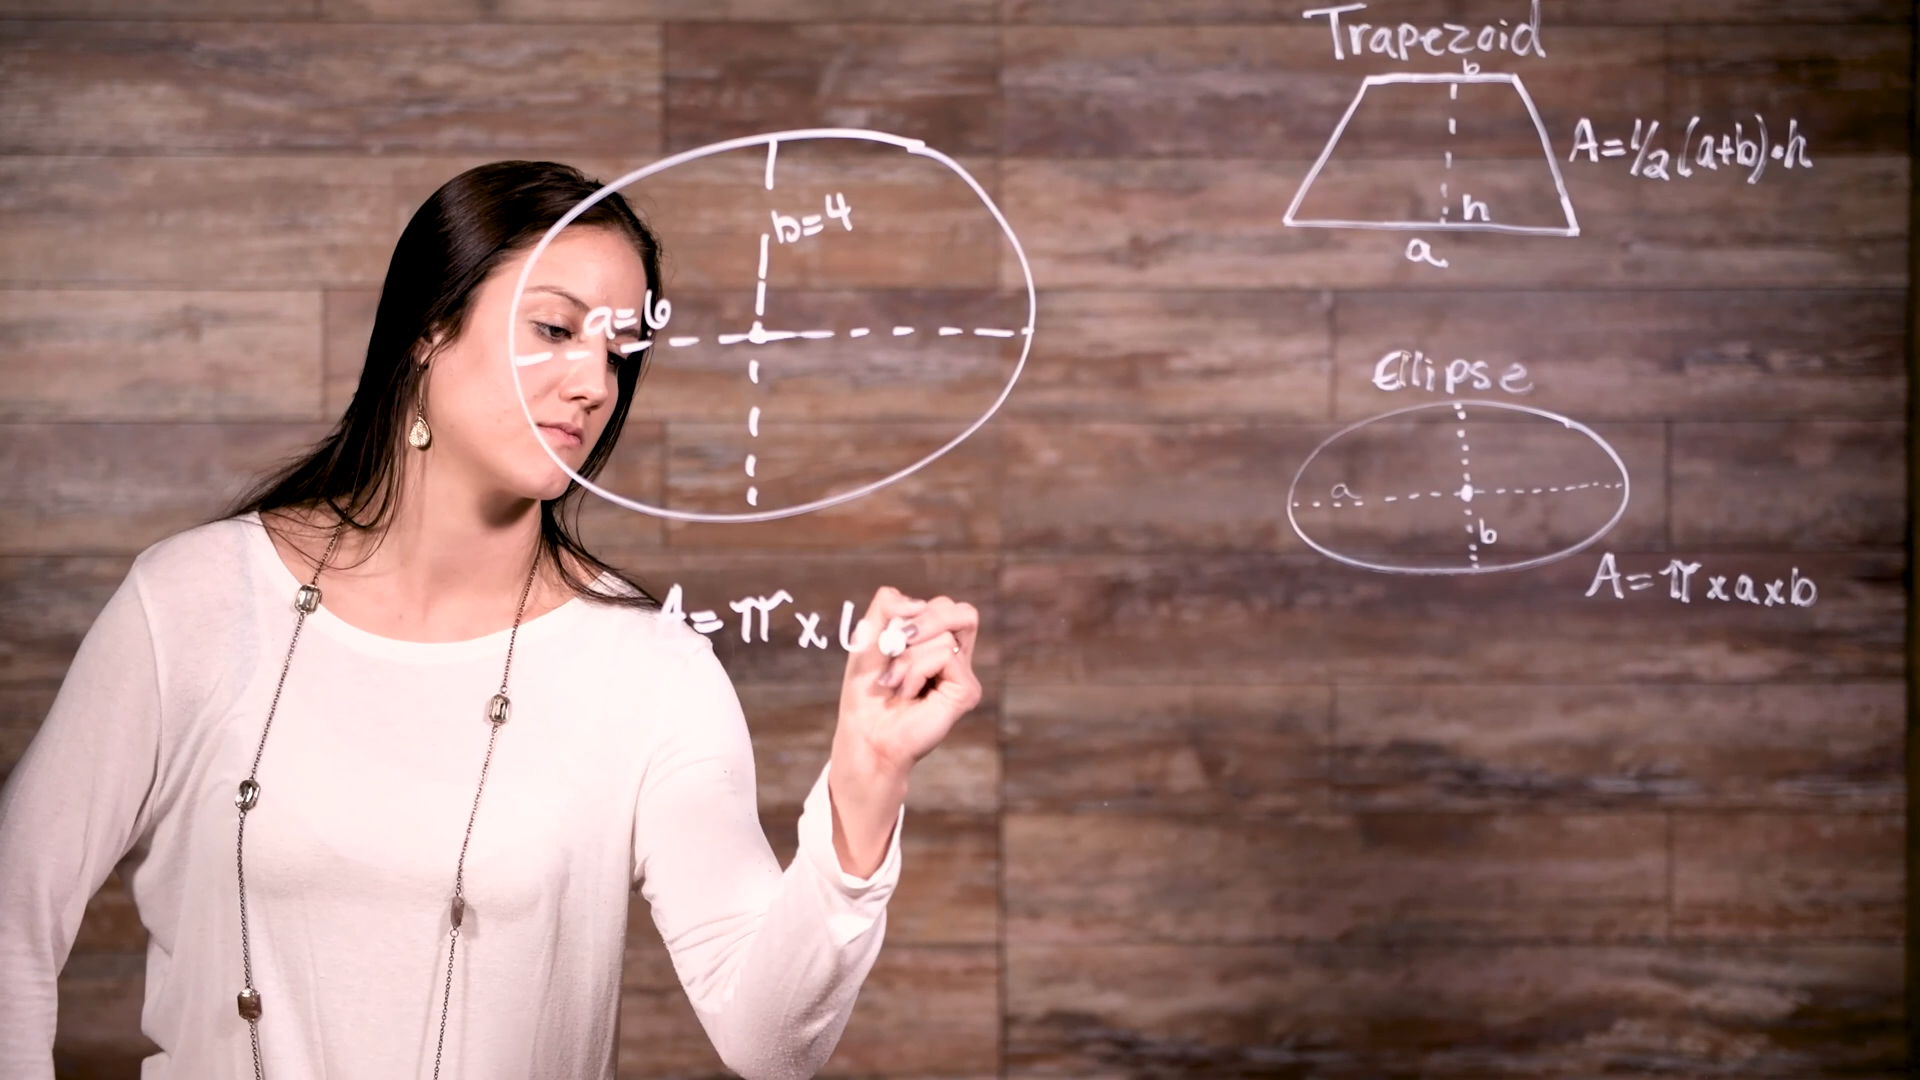 b=4
a=6
A=π×6
Trapezoid
b
A=1/2(a+b)•h
h
a
Ellipse
a
b
A=π×a×b